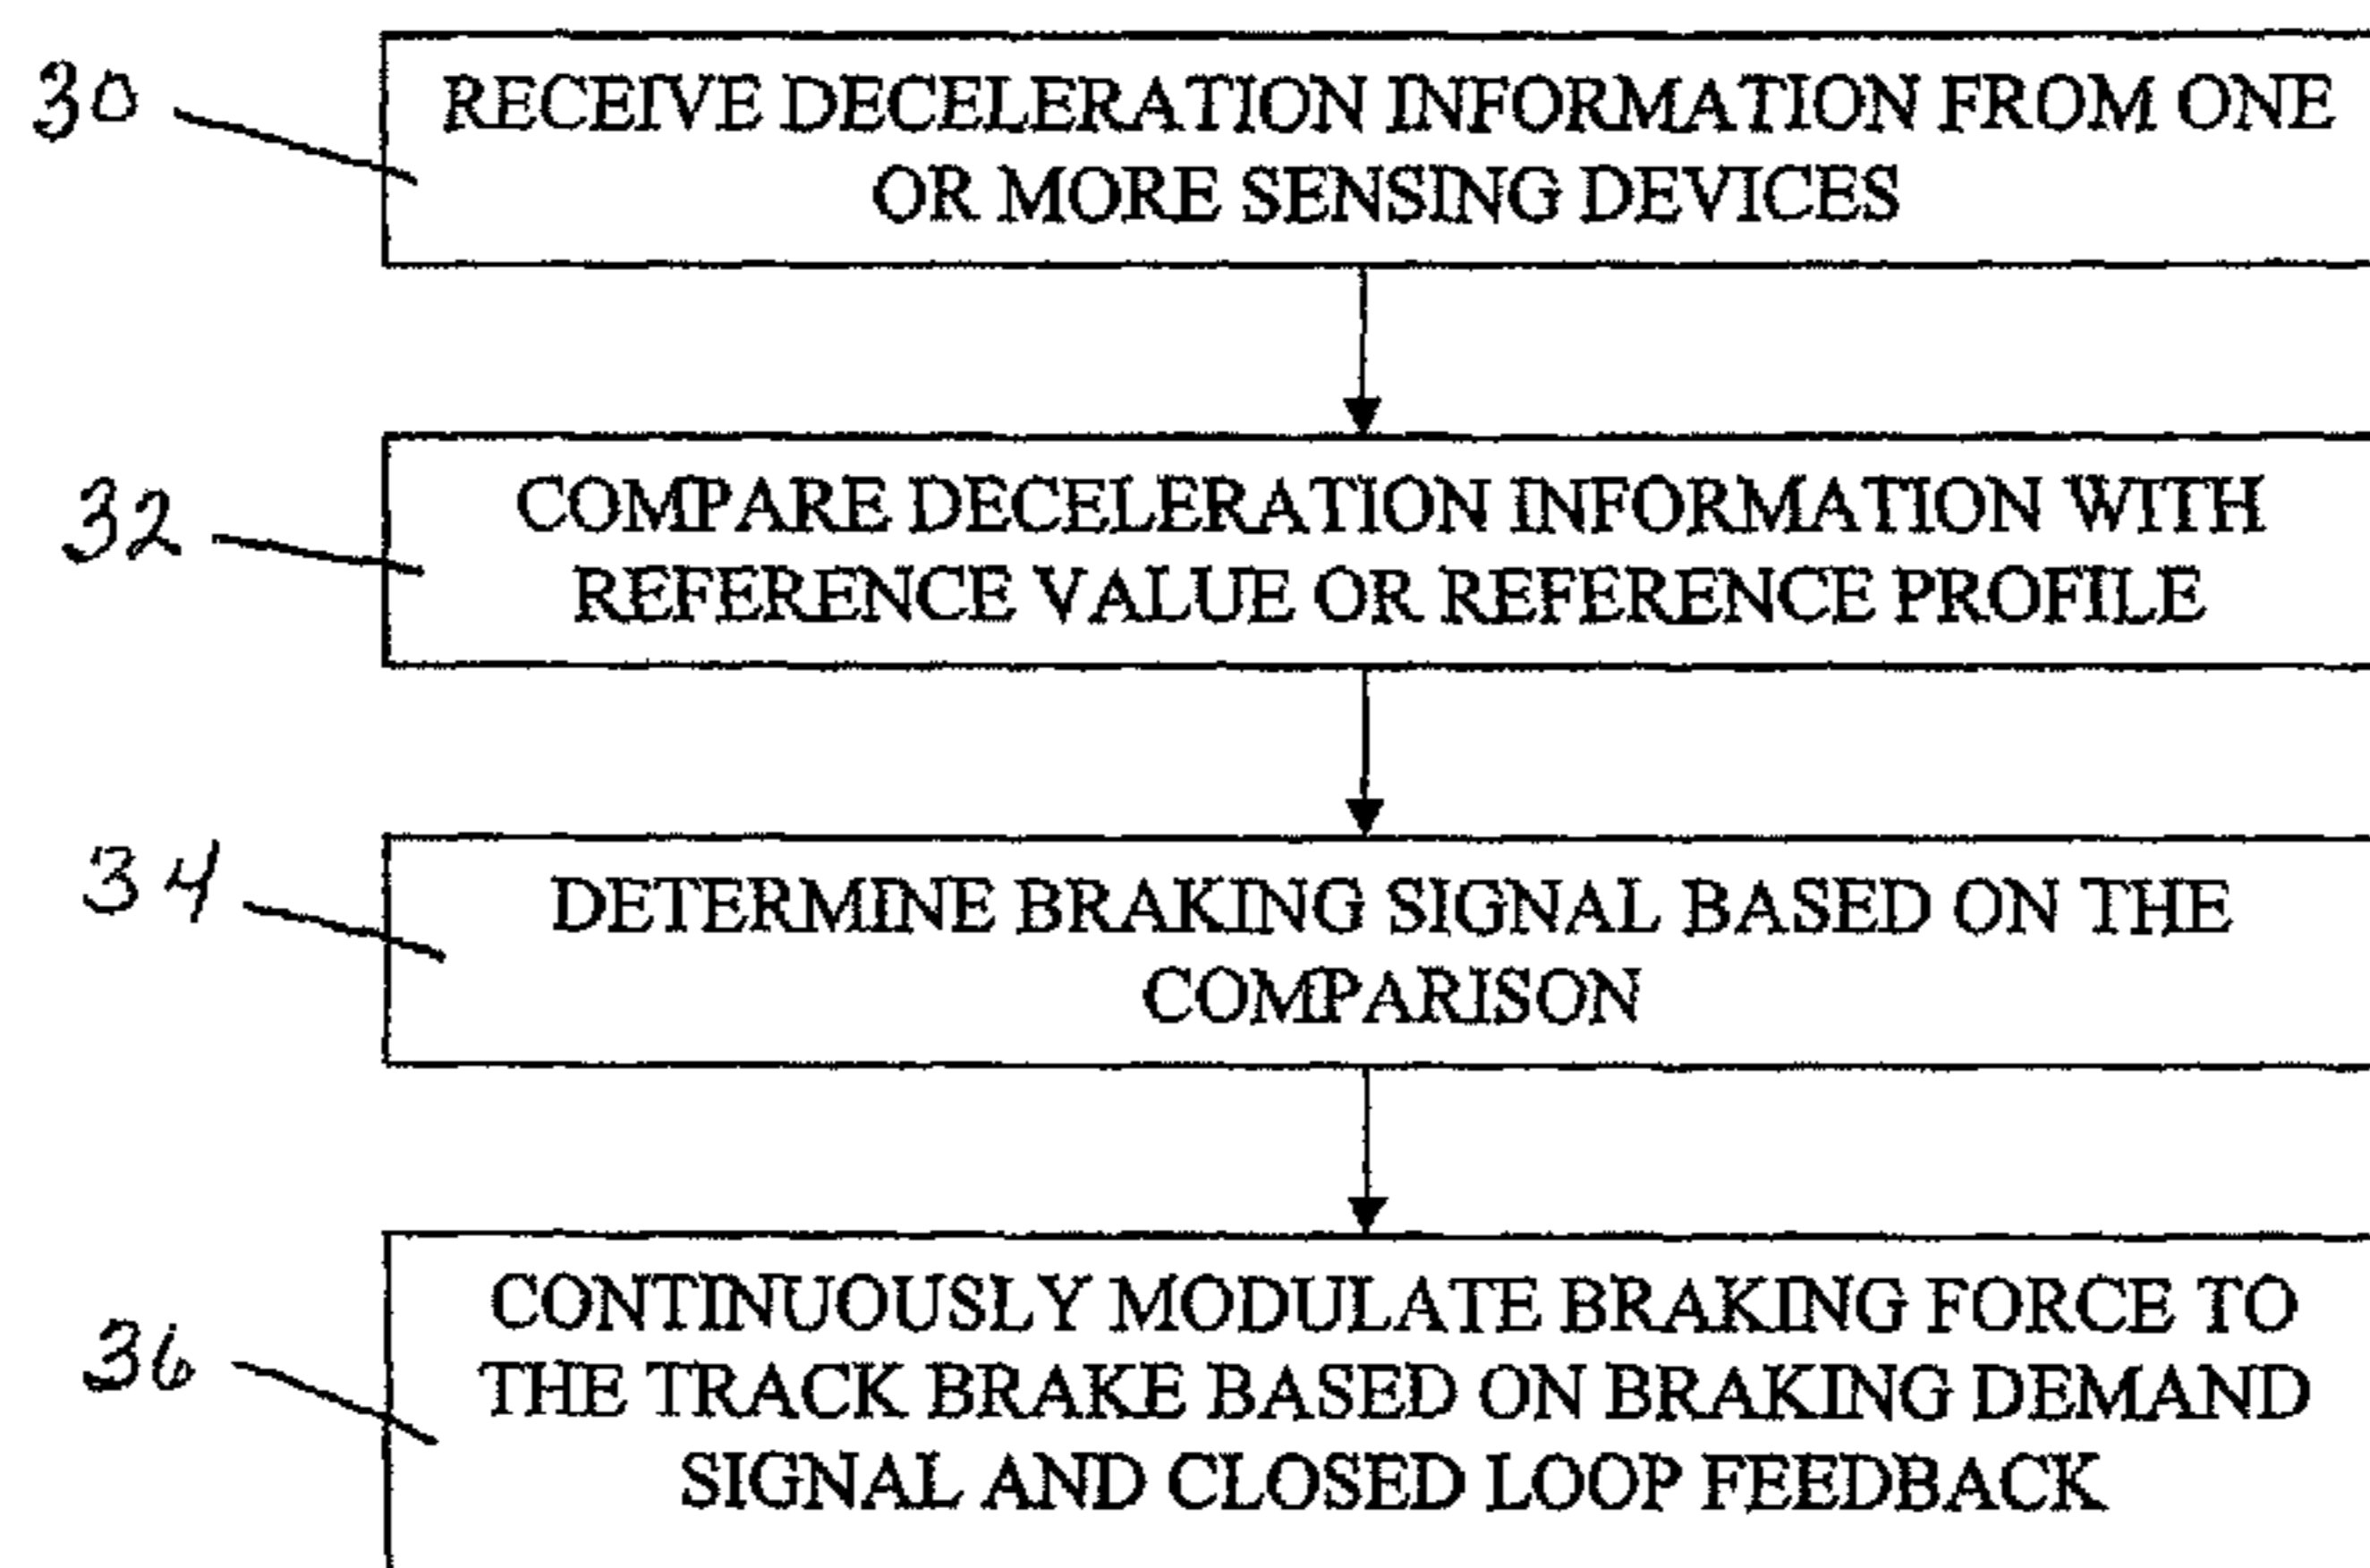 30
RECEIVE DECELERATION INFORMATION FROM ONE
OR MORE SENSING DEVICES
32
COMPARE DECELERATION INFORMATION WITH
REFERENCE VALUE OR REFERENCE PROFILE
34
DETERMINE BRAKING SIGNAL BASED ON THE
COMPARISON
36
CONTINUOUSLY MODULATE BRAKING FORCE TO
THE TRACK BRAKE BASED ON BRAKING DEMAND
SIGNAL AND CLOSED LOOP FEEDBACK